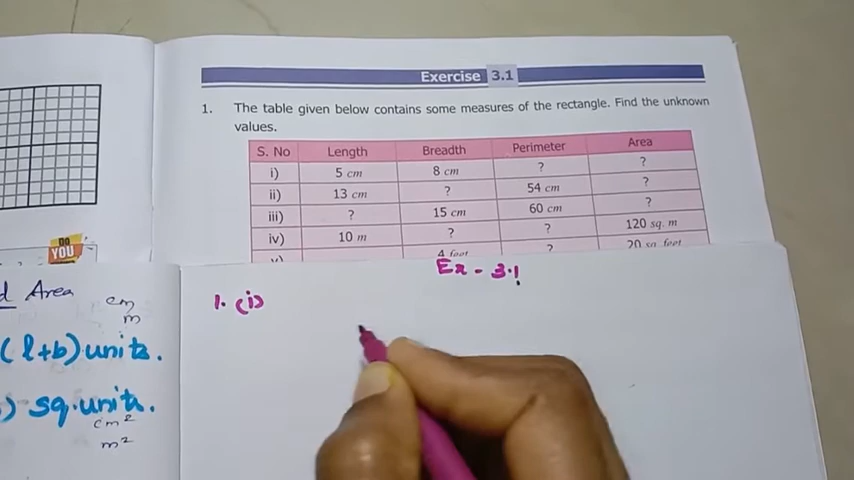 Exercise 3.1
1. The table given below contains some measures of the rectangle. Find the unknown
values.
S. No Length Breadth Perimeter Area
i) 5 cm 8 cm ? ?
ii) 13 cm ? 54 cm ?
iii) ? 15 cm 60 cm ?
iv) 10 m ? ? 120 sq. m
v) 4 feet ? 20 sq. feet
DO
YOU
Area
cm
m
(l+b) units.
) sq.units.
cm²
m²
Ex - 3.1
1. (i)